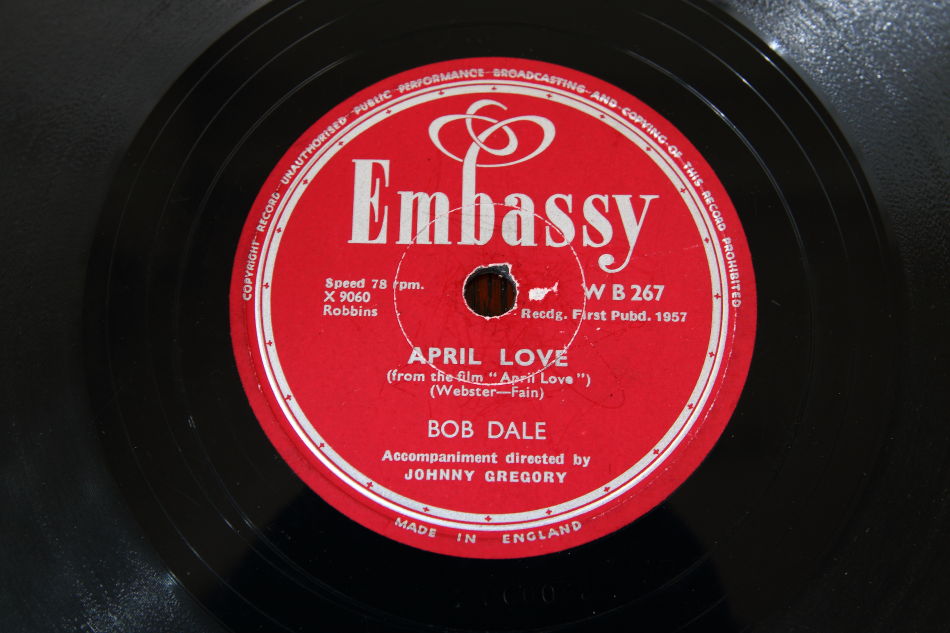 COPYRIGHT RECORD UNAUTHORISED PUBLIC PERFORMANCE BROADCASTING AND COPYING OF THIS RECORD PROHIBITED
Embassy
Speed 78 rpm.
X 9060
Robbins
WB 267
Recdg. First Pubd. 1957
APRIL LOVE
(from the film "April Love")
(Webster—Fain)
BOB DALE
Accompaniment directed by
JOHNNY GREGORY
MADE IN ENGLAND